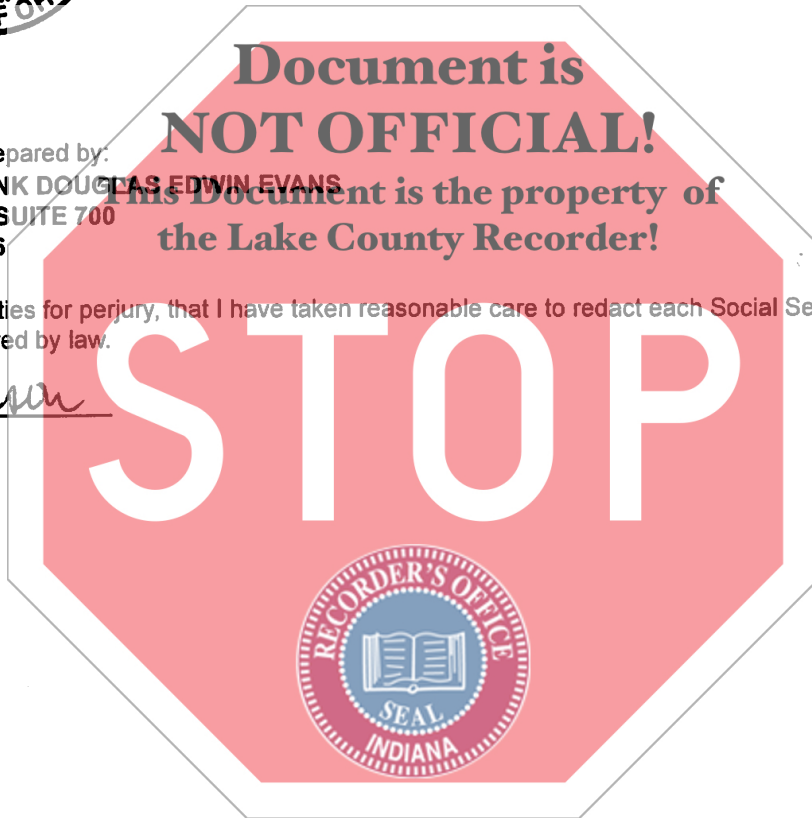 Document is
NOT OFFICIAL!
epared by:
NK DOUGLAS EDWIN EVANS
This Document is the property of
SUITE 700
the Lake County Recorder!
6
ties for perjury, that I have taken reasonable care to redact each Social Se
ed by law.
STOP
RECORDER'S OFFICE
SEAL
INDIANA